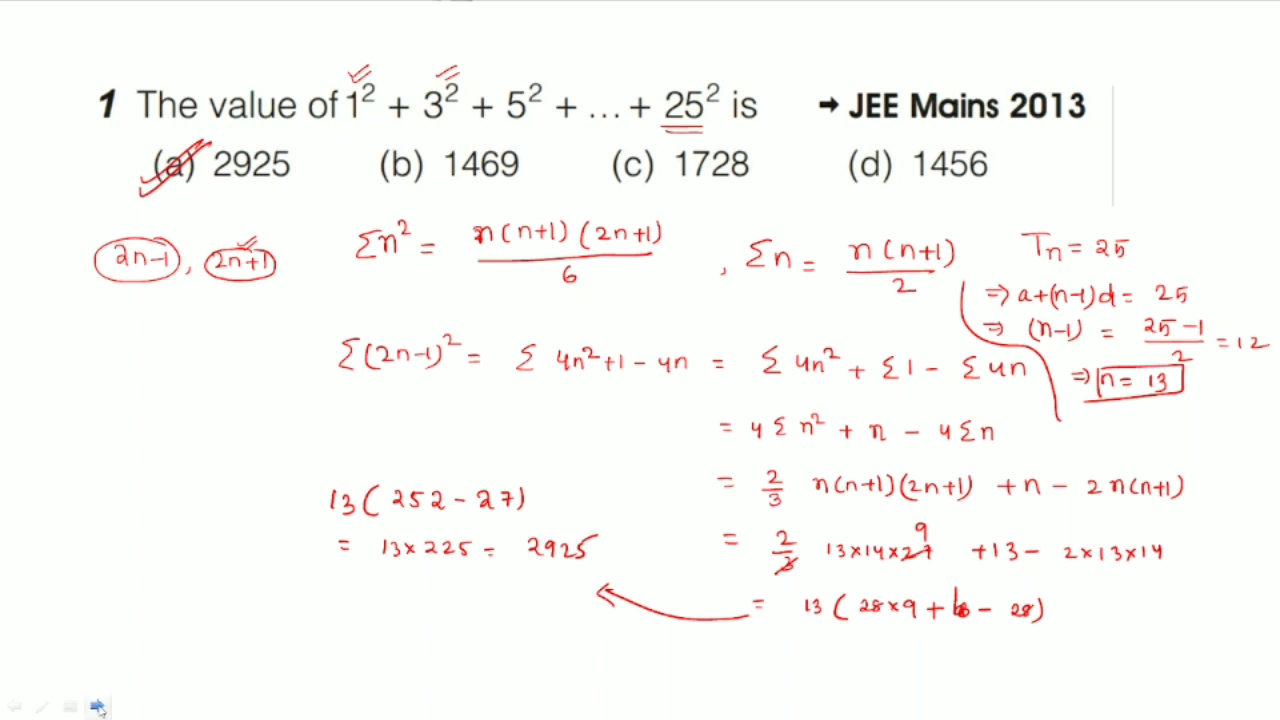 1 The value of 1² + 3² + 5² + ... + 25² is → JEE Mains 2013
(a) 2925 (b) 1469 (c) 1728 (d) 1456
2n-1, 2n+1
Σn² = n(n+1)(2n+1)/6, Σn = n(n+1)/2
Tn = 25
⇒ a+(n-1)d = 25
⇒ (n-1) = 25-1/2 = 12
⇒ n = 13
Σ(2n-1)² = Σ 4n²+1-4n = Σ 4n² + Σ1 - Σ4n
= 4Σn² + n - 4Σn
= 2/3 n(n+1)(2n+1) + n - 2n(n+1)
= 2/3 13×14×27 9 +13 - 2×13×14
= 13(28×9 + 1 - 28)
13(252-27)
= 13×225 = 2925